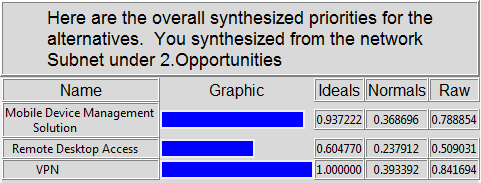 Here are the overall synthesized priorities for the
alternatives. You synthesized from the network
Subnet under 2.Opportunities
Name Graphic Ideals Normals Raw
Mobile Device Management
Solution
0.937222 0.368696 0.788854
Remote Desktop Access 0.604770 0.237912 0.509031
VPN 1.000000 0.393392 0.841694